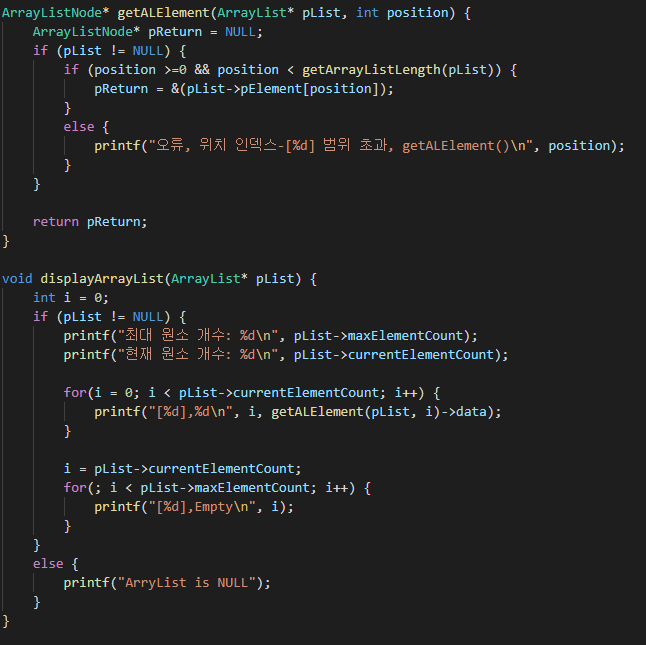 ArrayListNode* getALElement(ArrayList* pList, int position) {
    ArrayListNode* pReturn = NULL;
    if (pList != NULL) {
        if (position >=0 && position < getArrayListLength(pList)) {
            pReturn = &(pList->pElement[position]);
        }
        else {
            printf("오류, 위치 인덱스-[%d] 범위 초과, getALElement()\n", position);
        }
    }

    return pReturn;
}

void displayArrayList(ArrayList* pList) {
    int i = 0;
    if (pList != NULL) {
        printf("최대 원소 개수: %d\n", pList->maxElementCount);
        printf("현재 원소 개수: %d\n", pList->currentElementCount);

        for(i = 0; i < pList->currentElementCount; i++) {
            printf("[%d],%d\n", i, getALElement(pList, i)->data);
        }

        i = pList->currentElementCount;
        for(; i < pList->maxElementCount; i++) {
            printf("[%d],Empty\n", i);
        }
    }
    else {
        printf("ArryList is NULL");
    }
}